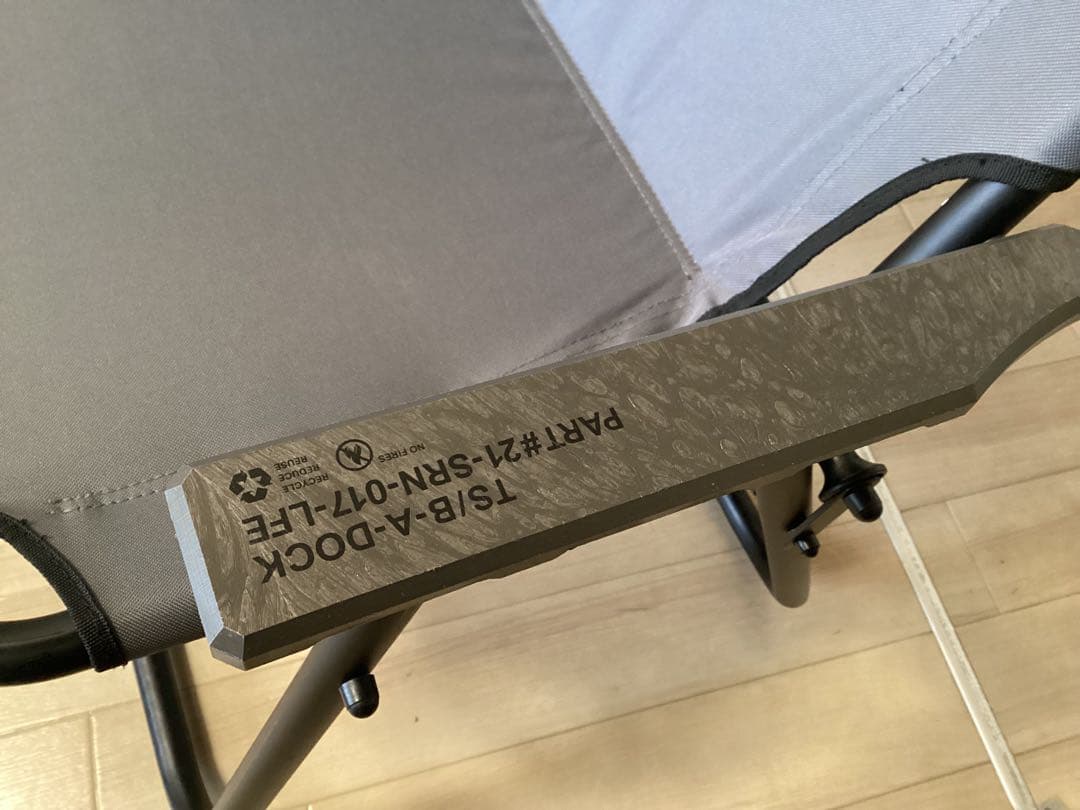 TS/B-A-DOCK
PART#21-SRN-017-LFE
NO FIRES
RECYCLE
REDUCE
REUSE